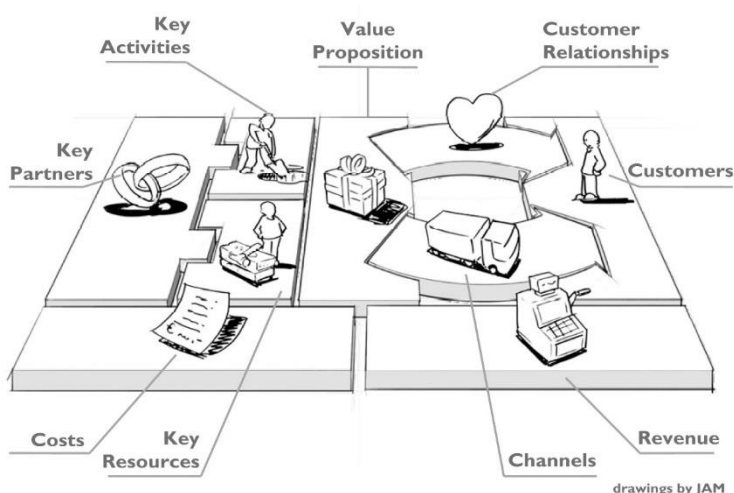 Key
Activities
Value
Proposition
Customer
Relationships
Key
Partners
Customers
Costs
Key
Resources
Channels
Revenue
drawings by JAM